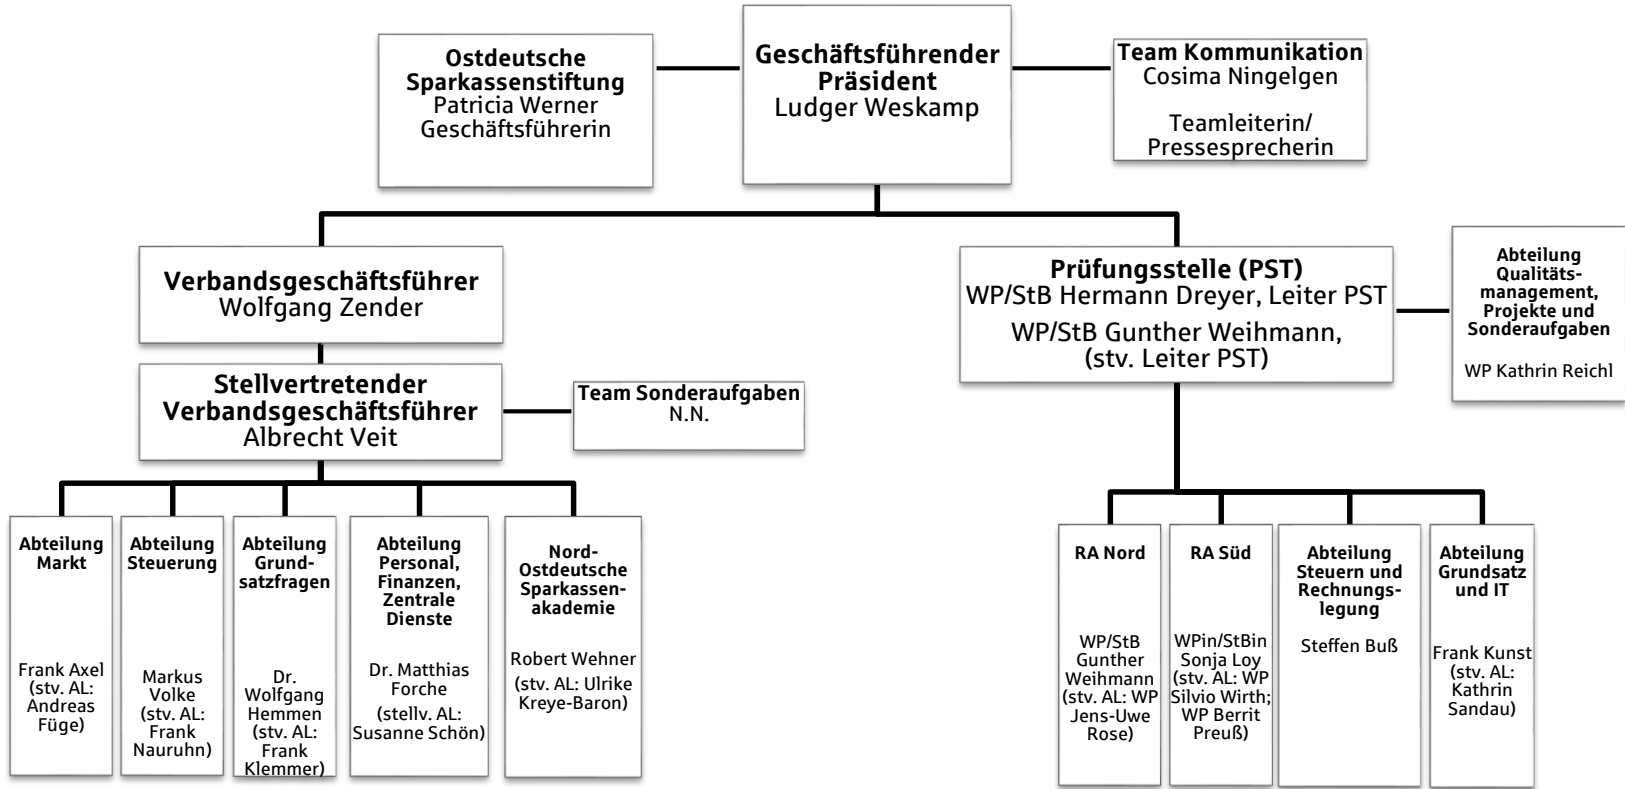 Ostdeutsche
Sparkassenstiftung
Patricia Werner
Geschäftsführerin
Geschäftsführender
Präsident
Ludger Weskamp
Team Kommunikation
Cosima Ningelgen
Teamleiterin/
Pressesprecherin
Verbandsgeschäftsführer
Wolfgang Zender
Prüfungsstelle (PST)
WP/StB Hermann Dreyer, Leiter PST
WP/StB Gunther Weihmann,
(stv. Leiter PST)
Abteilung
Qualitäts-
management,
Projekte und
Sonderaufgaben
WP Kathrin Reichl
Stellvertretender
Verbandsgeschäftsführer
Albrecht Veit
Team Sonderaufgaben
N.N.
Abteilung
Markt
Frank Axel
(stv. AL:
Andreas
Füge)
Abteilung
Steuerung
Markus
Volke
(stv. AL:
Frank
Nauruhn)
Abteilung
Grund-
satzfragen
Dr.
Wolfgang
Hemmen
(stv. AL:
Frank
Klemmer)
Abteilung
Personal,
Finanzen,
Zentrale
Dienste
Dr. Matthias
Forche
(stellv. AL:
Susanne Schön)
Nord-
Ostdeutsche
Sparkassen-
akademie
Robert Wehner
(stv. AL: Ulrike
Kreye-Baron)
RA Nord
WP/StB
Gunther
Weihmann
(stv. AL: WP
Jens-Uwe
Rose)
RA Süd
WPin/StBin
Sonja Loy
(stv. AL: WP
Silvio Wirth;
WP Berrit
Preuß)
Abteilung
Steuern und
Rechnungs-
legung
Steffen Buß
Abteilung
Grundsatz
und IT
Frank Kunst
(stv. AL:
Kathrin
Sandau)